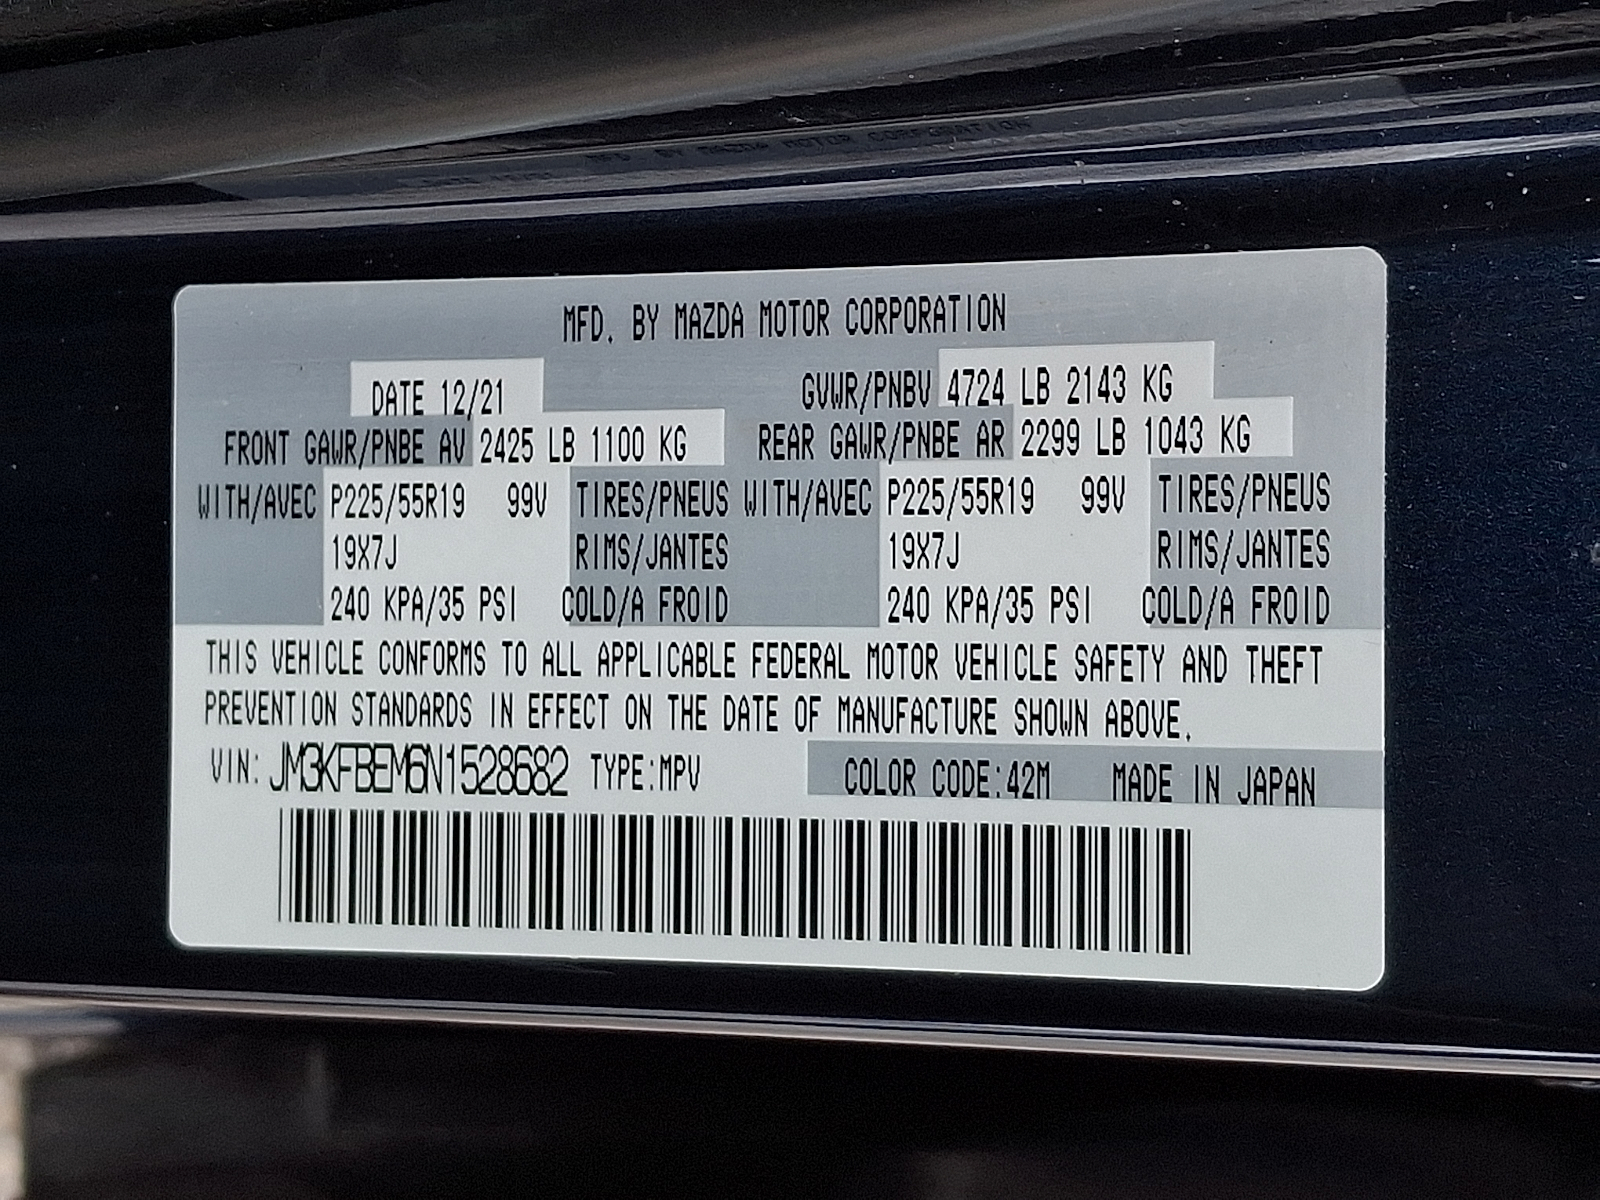 MFD. BY MAZDA MOTOR CORPORATION
DATE 12/21 GVWR/PNBV 4724 LB 2143 KG
FRONT GAWR/PNBE AV 2425 LB 1100 KG REAR GAWR/PNBE AR 2299 LB 1043 KG
WITH/AVEC P225/55R19 99V TIRES/PNEUS WITH/AVEC P225/55R19 99V TIRES/PNEUS
19X7J RIMS/JANTES 19X7J RIMS/JANTES
240 KPA/35 PSI COLD/A FROID 240 KPA/35 PSI COLD/A FROID
THIS VEHICLE CONFORMS TO ALL APPLICABLE FEDERAL MOTOR VEHICLE SAFETY AND THEFT
PREVENTION STANDARDS IN EFFECT ON THE DATE OF MANUFACTURE SHOWN ABOVE.
VIN: JM3KFBEM6N1528682 TYPE:MPV COLOR CODE:42M MADE IN JAPAN